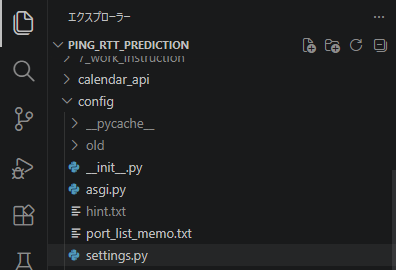 エクスプローラー
PING_RTT_PREDICTION
7_work_instruction
calendar_api
config
__pycache__
old
__init__.py
asgi.py
hint.txt
port_list_memo.txt
settings.py